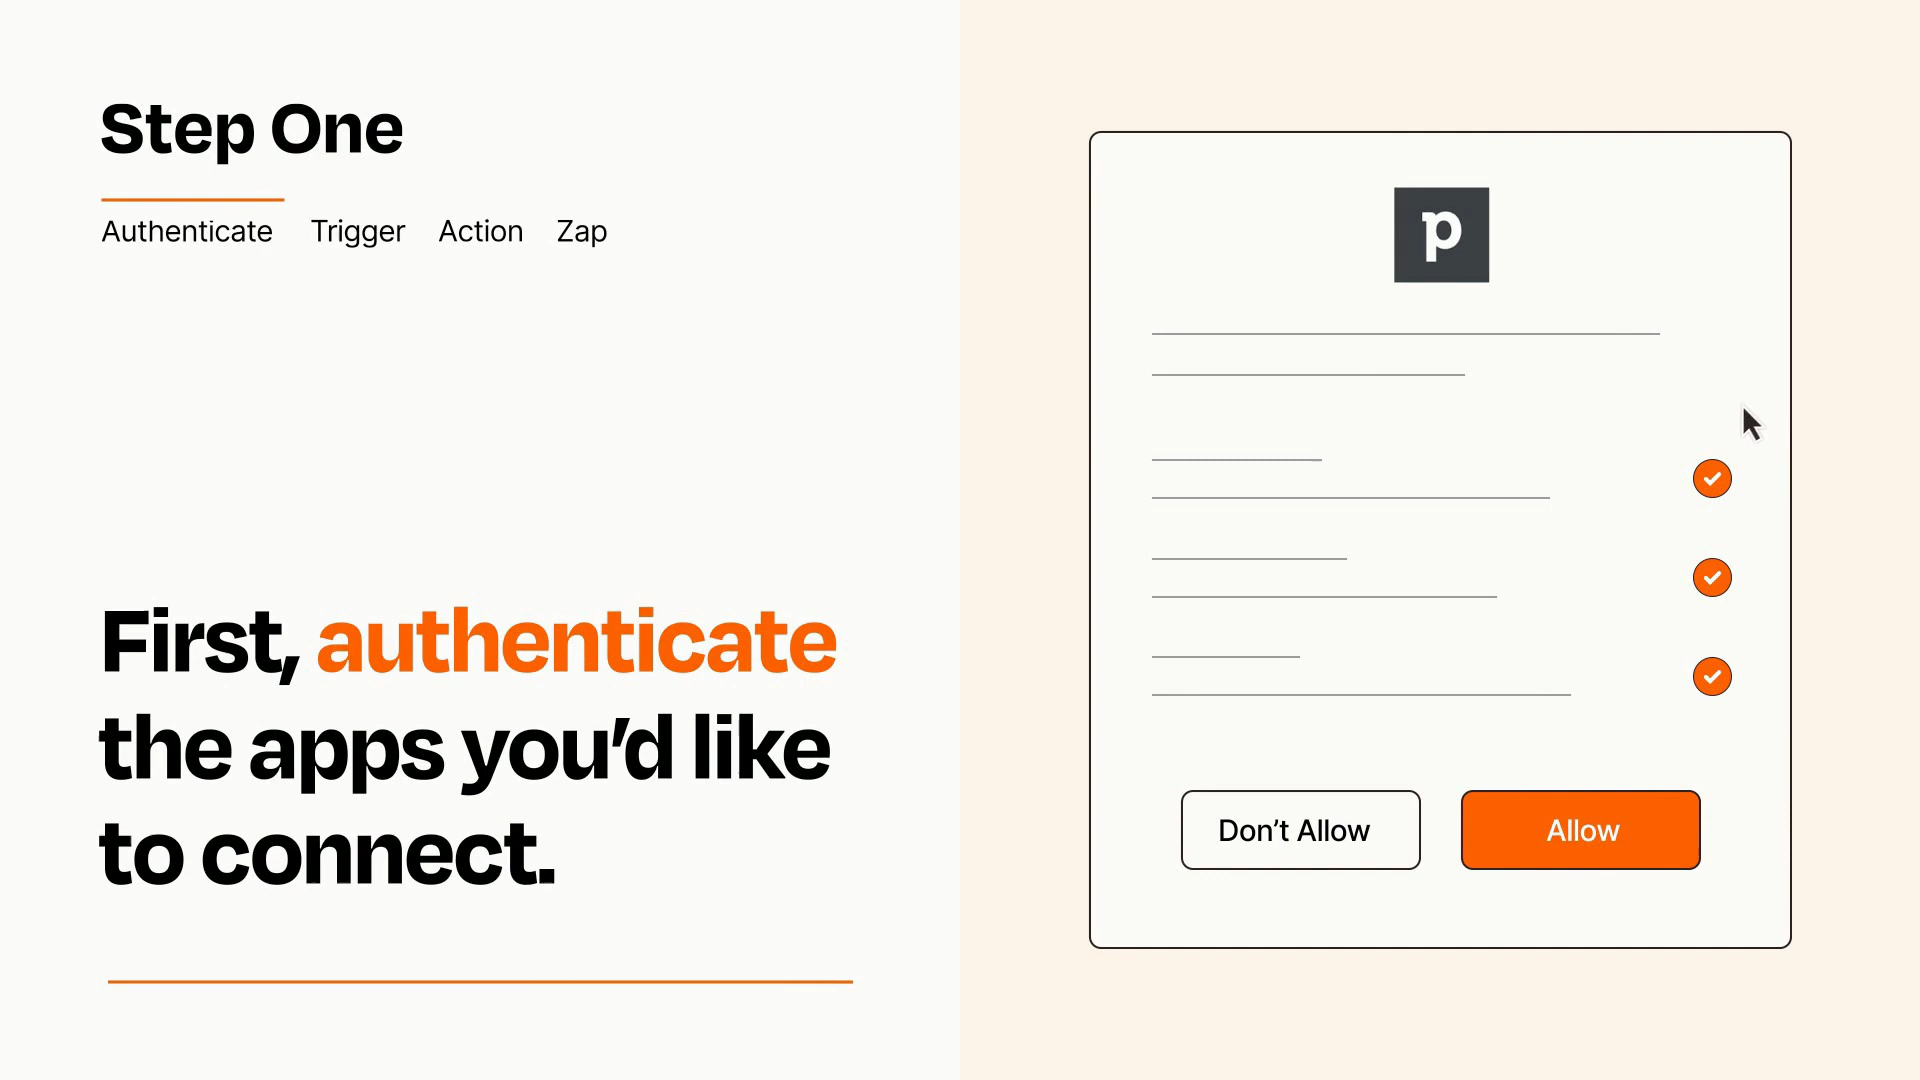 Step One
Authenticate Trigger Action Zap
First, authenticate
the apps you’d like
to connect.
p
Don’t Allow Allow